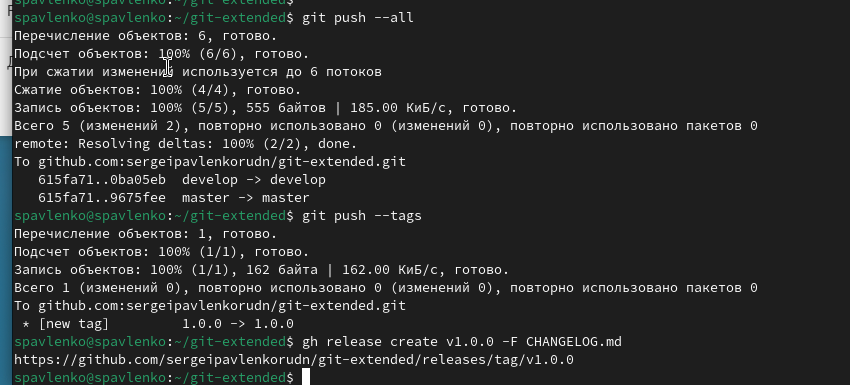 spavlenko@spavlenko:~/git-extended$ git push --all
Перечисление объектов: 6, готово.
Подсчет объектов: 100% (6/6), готово.
При сжатии изменений используется до 6 потоков
Сжатие объектов: 100% (4/4), готово.
Запись объектов: 100% (5/5), 555 байтов | 185.00 КиБ/с, готово.
Всего 5 (изменений 2), повторно использовано 0 (изменений 0), повторно использовано пакетов 0
remote: Resolving deltas: 100% (2/2), done.
To github.com:sergeipavlenkorudn/git-extended.git
   615fa71..0ba05eb  develop -> develop
   615fa71..9675fee  master -> master
spavlenko@spavlenko:~/git-extended$ git push --tags
Перечисление объектов: 1, готово.
Подсчет объектов: 100% (1/1), готово.
Запись объектов: 100% (1/1), 162 байта | 162.00 КиБ/с, готово.
Всего 1 (изменений 0), повторно использовано 0 (изменений 0), повторно использовано пакетов 0
To github.com:sergeipavlenkorudn/git-extended.git
 * [new tag]         1.0.0 -> 1.0.0
spavlenko@spavlenko:~/git-extended$ gh release create v1.0.0 -F CHANGELOG.md
https://github.com/sergeipavlenkorudn/git-extended/releases/tag/v1.0.0
spavlenko@spavlenko:~/git-extended$